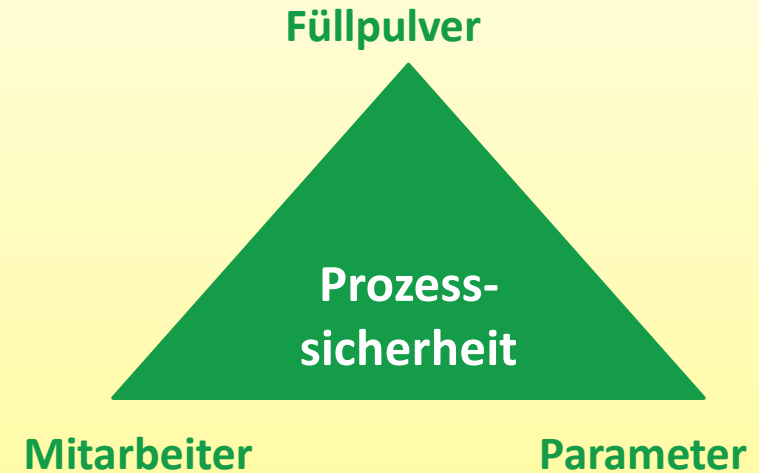 Füllpulver
Prozess-
sicherheit
Mitarbeiter
Parameter